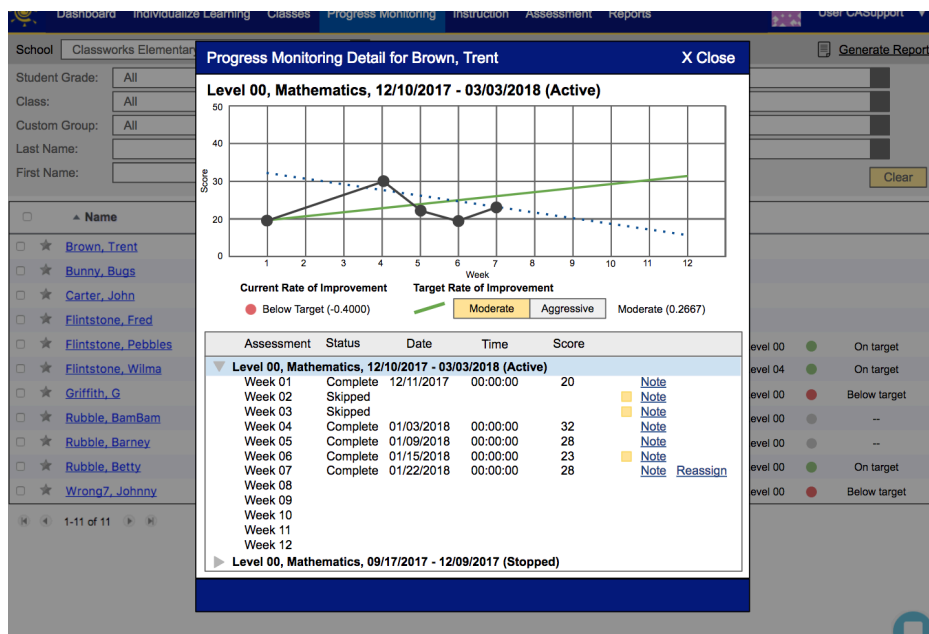 Dashboard Individualize Learning Classes Progress Monitoring Instruction Assessment Reports User CASupport
School Classworks Elementary Generate Report
Student Grade: All
Class: All
Custom Group: All
Last Name:
First Name:
Clear
Name
Brown, Trent
Bunny, Bugs
Carter, John
Flintstone, Fred
Flintstone, Pebbles evel 00 On target
Flintstone, Wilma evel 04 On target
Griffith, G evel 00 Below target
Rubble, BamBam evel 00 --
Rubble, Barney evel 00 --
Rubble, Betty evel 00 On target
Wrong7, Johnny evel 00 Below target
1-11 of 11
Progress Monitoring Detail for Brown, Trent X Close
Level 00, Mathematics, 12/10/2017 - 03/03/2018 (Active)
50
40
30
20
0
Score
1 2 3 4 5 6 7 8 9 10 11 12
Week
Current Rate of Improvement Target Rate of Improvement
Below Target (-0.4000) Moderate Aggressive Moderate (0.2667)
Assessment Status Date Time Score
Level 00, Mathematics, 12/10/2017 - 03/03/2018 (Active)
Week 01 Complete 12/11/2017 00:00:00 20 Note
Week 02 Skipped Note
Week 03 Skipped Note
Week 04 Complete 01/03/2018 00:00:00 32 Note
Week 05 Complete 01/09/2018 00:00:00 28 Note
Week 06 Complete 01/15/2018 00:00:00 23 Note
Week 07 Complete 01/22/2018 00:00:00 28 Note Reassign
Week 08
Week 09
Week 10
Week 11
Week 12
Level 00, Mathematics, 09/17/2017 - 12/09/2017 (Stopped)